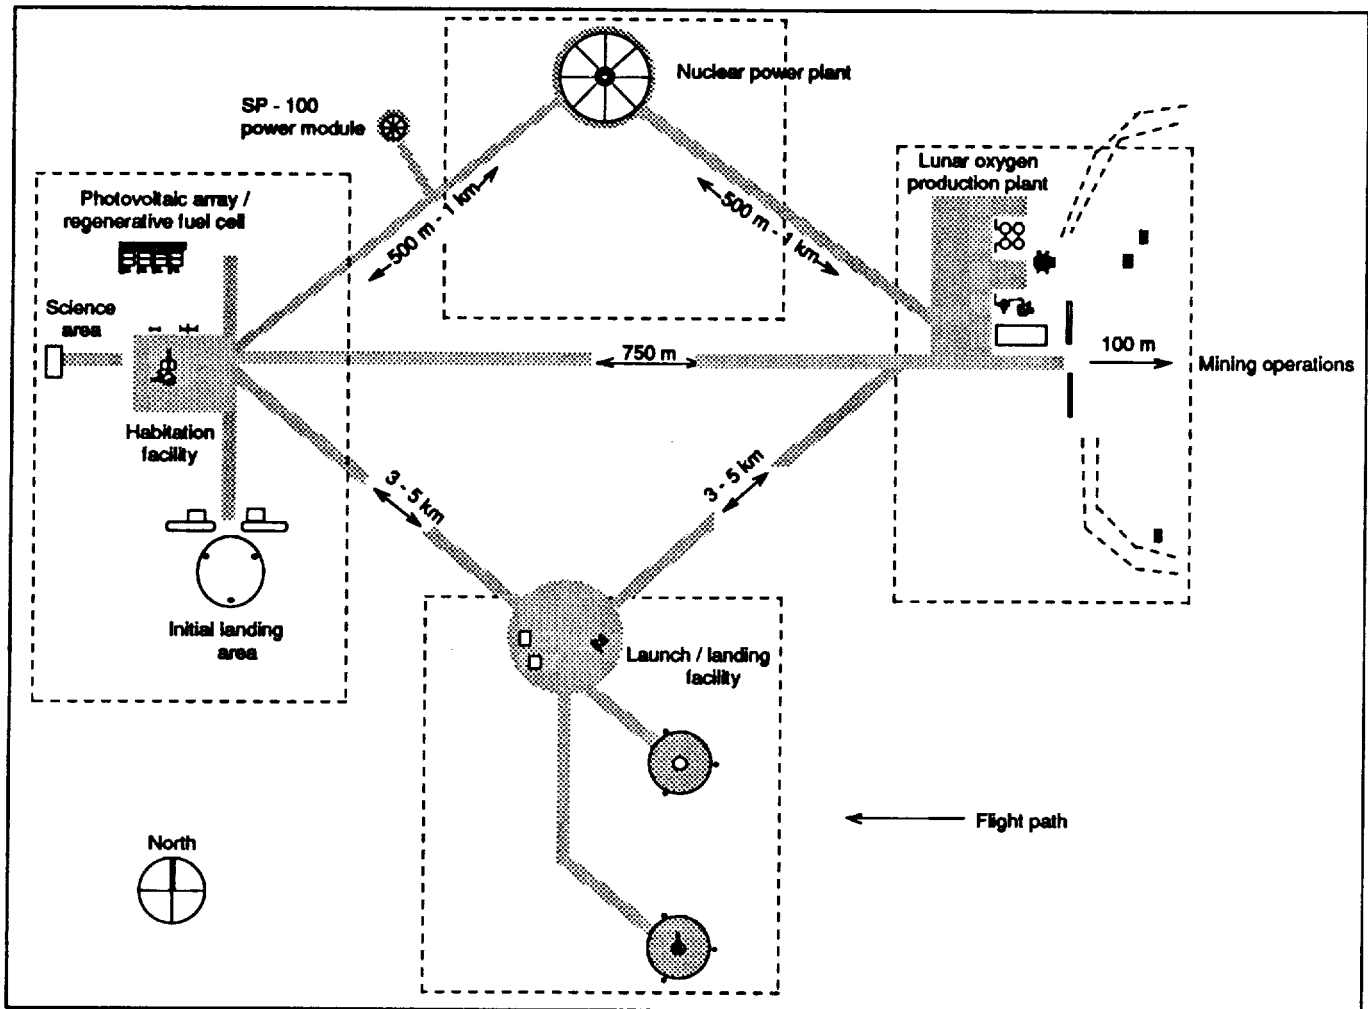 Nuclear power plant
SP - 100
power module
Lunar oxygen
production plant
Photovoltaic array /
regenerative fuel cell
500 m - 1 km
500 m - 1 km
Science
area
750 m
100 m
Mining operations
Habitation
facility
3 - 5 km
3 - 5 km
Initial landing
area
Launch / landing
facility
Flight path
North